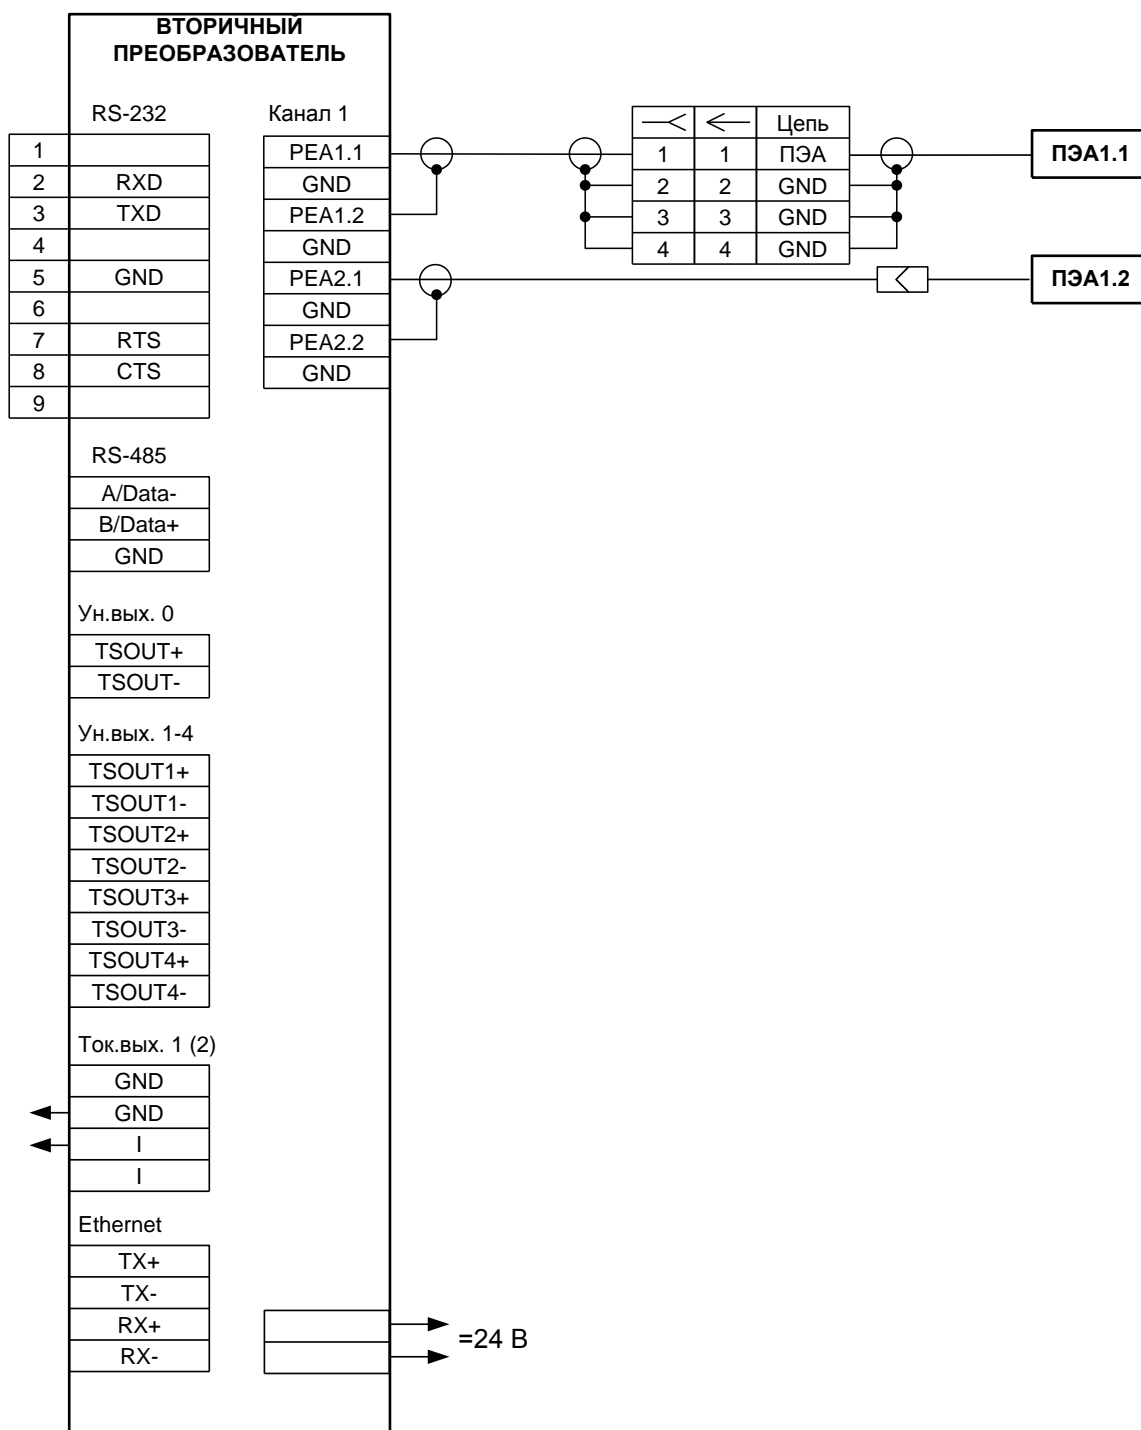 ВТОРИЧНЫЙ
ПРЕОБРАЗОВАТЕЛЬ
RS-232
1
2 RXD
3 TXD
4
5 GND
6
7 RTS
8 CTS
9
Канал 1
PEA1.1
GND
PEA1.2
GND
PEA2.1
GND
PEA2.2
GND
Цепь
1 1 ПЭА
2 2 GND
3 3 GND
4 4 GND
ПЭА1.1
ПЭА1.2
RS-485
A/Data-
B/Data+
GND
Ун.вых. 0
TSOUT+
TSOUT-
Ун.вых. 1-4
TSOUT1+
TSOUT1-
TSOUT2+
TSOUT2-
TSOUT3+
TSOUT3-
TSOUT4+
TSOUT4-
Ток.вых. 1 (2)
GND
GND
I
I
Ethernet
TX+
TX-
RX+
RX-
=24 В